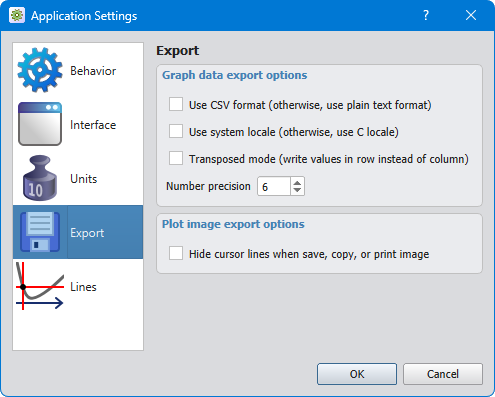 Application Settings
?
Behavior
Interface
10
Units
Export
Lines
Export
Graph data export options
Use CSV format (otherwise, use plain text format)
Use system locale (otherwise, use C locale)
Transposed mode (write values in row instead of column)
Number precision 6
Plot image export options
Hide cursor lines when save, copy, or print image
OK Cancel